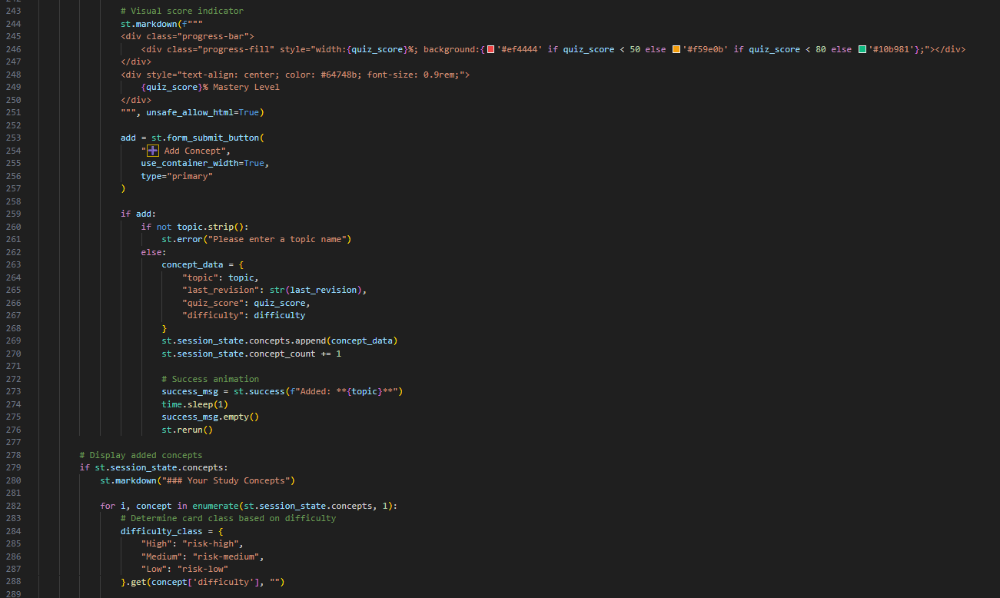 242
243 # Visual score indicator
244 st.markdown(f"""
245 <div class="progress-bar">
246 <div class="progress-fill" style="width:{quiz_score}%; background:{'#ef4444' if quiz_score < 50 else '#f59e0b' if quiz_score < 80 else '#10b981'};"></div>
247 </div>
248 <div style="text-align: center; color: #64748b; font-size: 0.9rem;">
249 {quiz_score}% Mastery Level
250 </div>
251 """, unsafe_allow_html=True)
252
253 add = st.form_submit_button(
254 "➕ Add Concept",
255 use_container_width=True,
256 type="primary"
257 )
258
259 if add:
260 if not topic.strip():
261 st.error("Please enter a topic name")
262 else:
263 concept_data = {
264 "topic": topic,
265 "last_revision": str(last_revision),
266 "quiz_score": quiz_score,
267 "difficulty": difficulty
268 }
269 st.session_state.concepts.append(concept_data)
270 st.session_state.concept_count += 1
271
272 # Success animation
273 success_msg = st.success(f"Added: **{topic}**")
274 time.sleep(1)
275 success_msg.empty()
276 st.rerun()
277
278 # Display added concepts
279 if st.session_state.concepts:
280 st.markdown("### Your Study Concepts")
281
282 for i, concept in enumerate(st.session_state.concepts, 1):
283 # Determine card class based on difficulty
284 difficulty_class = {
285 "High": "risk-high",
286 "Medium": "risk-medium",
287 "Low": "risk-low"
288 }.get(concept['difficulty'], "")
289